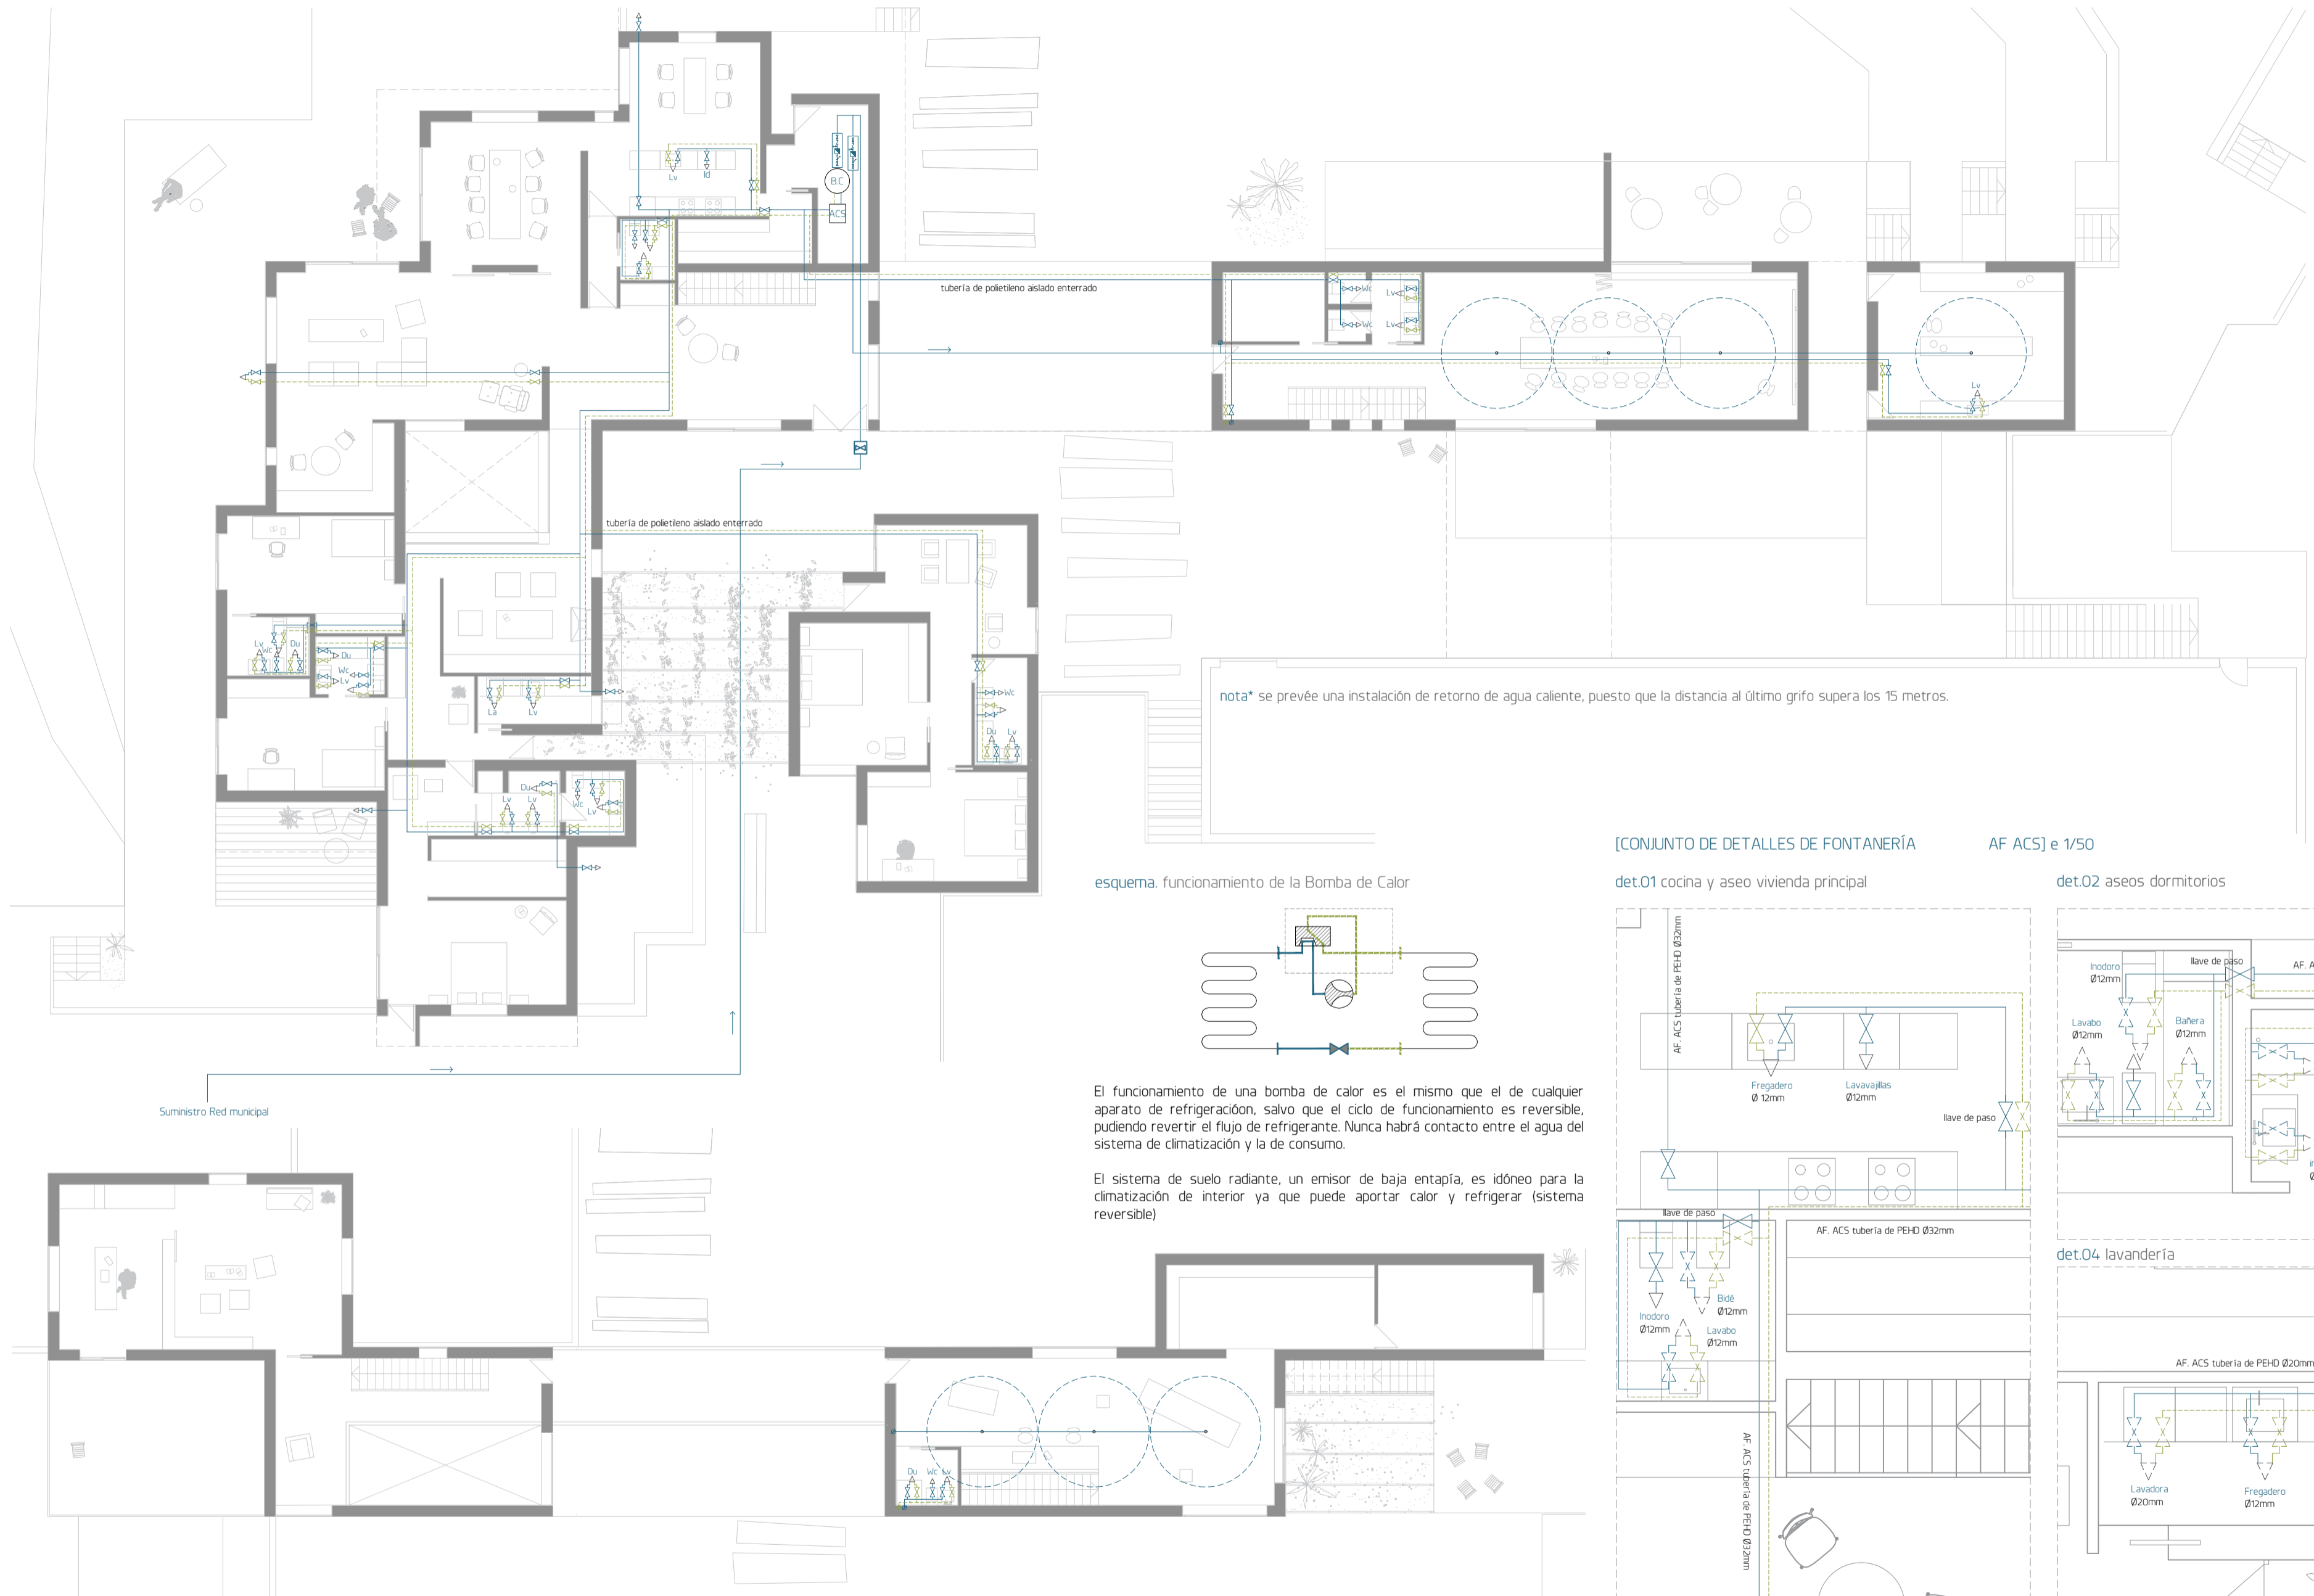 Lv
ld
B.C
ACS
tubería de polietileno aislado enterrado
Wc
Lv
Wc
Lv
Lv
tubería de polietileno aislado enterrado
Lv
Wc
Du
Du
Wc
Lv
La
Lv
Wc
Du
Lv
Du
Lv
Lv
Wc
Lv
nota* se prevée una instalación de retorno de agua caliente, puesto que la distancia al último grifo supera los 15 metros.
Suministro Red municipal
esquema. funcionamiento de la Bomba de Calor
El funcionamiento de una bomba de calor es el mismo que el de cualquier
aparato de refrigeracióon, salvo que el ciclo de funcionamiento es reversible,
pudiendo revertir el flujo de refrigerante. Nunca habrá contacto entre el agua del
sistema de climatización y la de consumo.
El sistema de suelo radiante, un emisor de baja entapía, es idóneo para la
climatización de interior ya que puede aportar calor y refrigerar (sistema
reversible)
Du
Wc
Lv
[CONJUNTO DE DETALLES DE FONTANERÍA AF ACS] e 1/50
det.01 cocina y aseo vivienda principal
AF. ACS tubería de PEHD Ø32mm
Fregadero
Ø 12mm
Lavavajillas
Ø12mm
llave de paso
llave de paso
AF. ACS tubería de PEHD Ø32mm
Inodoro
Ø12mm
Bidé
Ø12mm
Lavabo
Ø12mm
AF. ACS tubería de PEHD Ø32mm
det.02 aseos dormitorios
Inodoro
Ø12mm
llave de paso
AF. A
Lavabo
Ø12mm
Bañera
Ø12mm
det.04 lavandería
AF. ACS tubería de PEHD Ø20mm
Lavadora
Ø20mm
Fregadero
Ø12mm